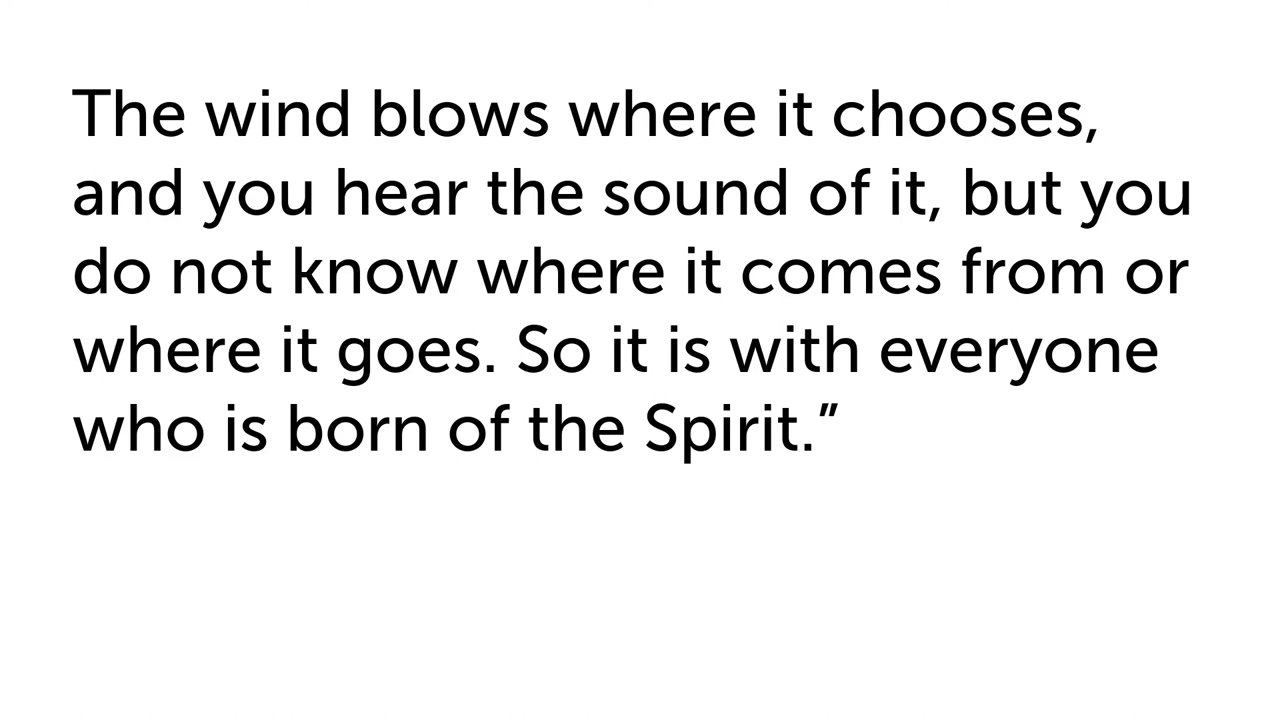 The wind blows where it chooses,
and you hear the sound of it, but you
do not know where it comes from or
where it goes. So it is with everyone
who is born of the Spirit.”